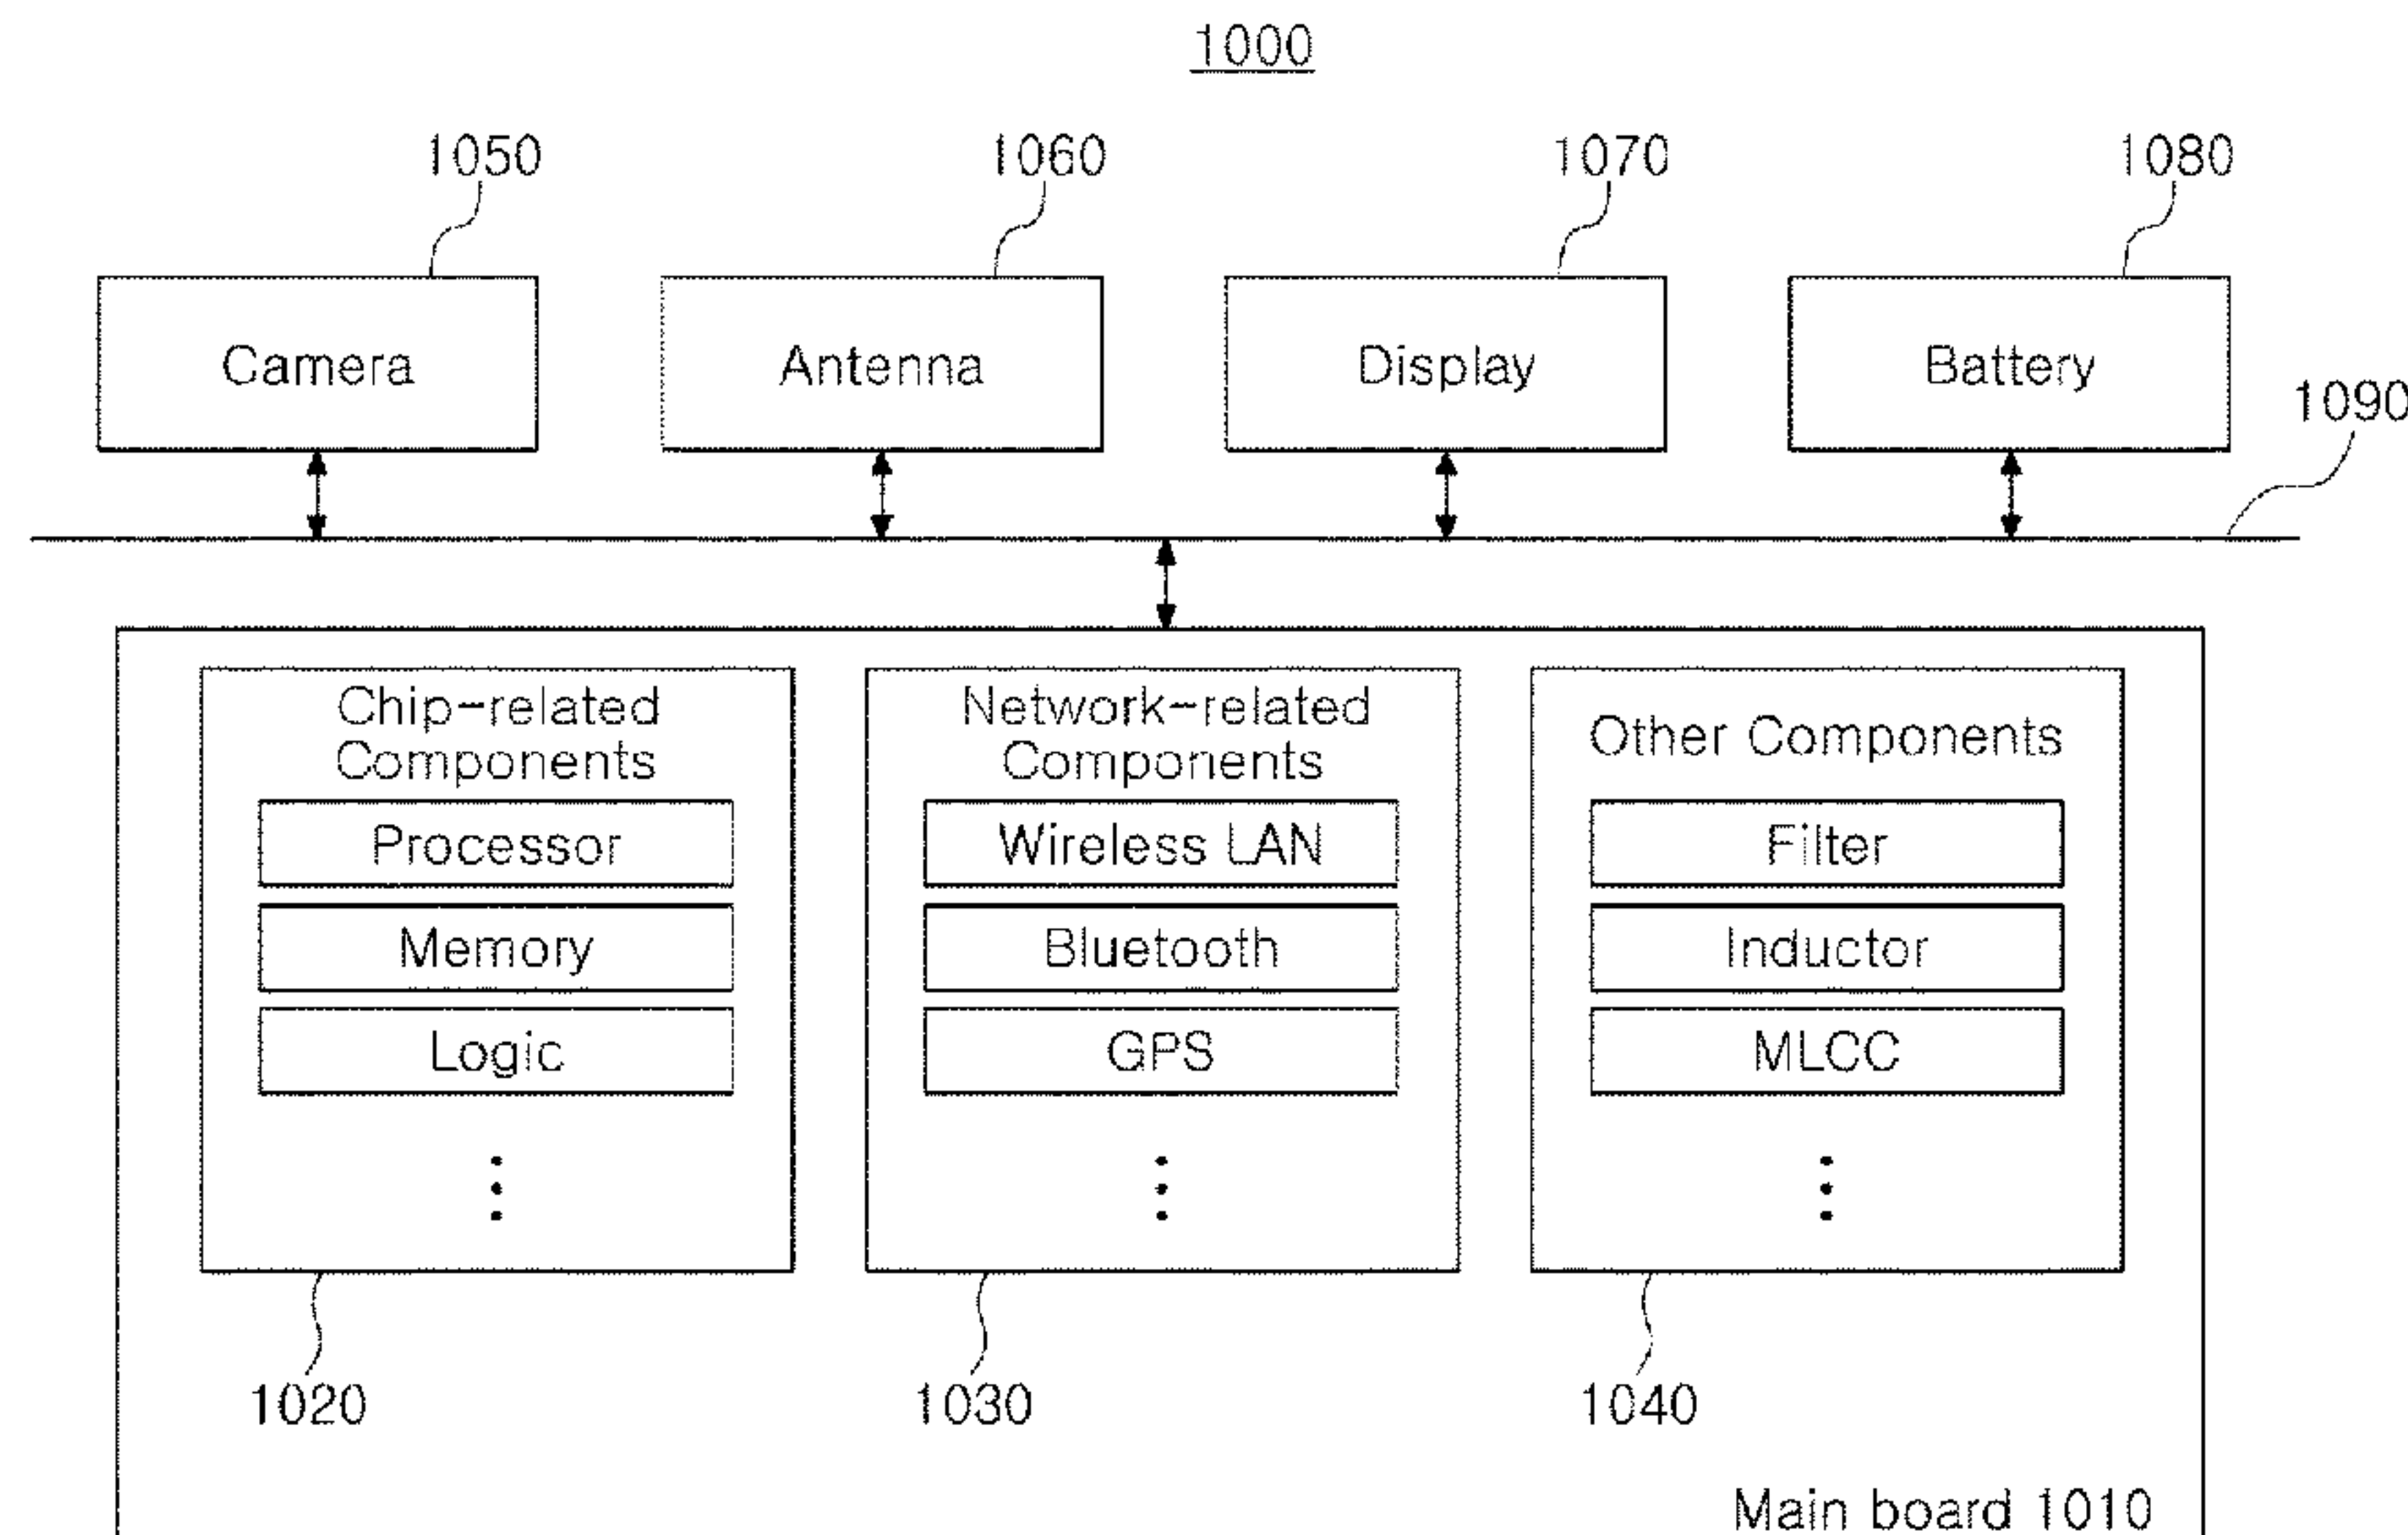 1000
1050
1060
1070
1080
Camera
Antenna
Display
Battery
1090
Chip-related
Components
Processor
Memory
Logic
Network-related
Components
Wireless LAN
Bluetooth
GPS
Other Components
Filter
Inductor
MLCC
1020
1030
1040
Main board 1010